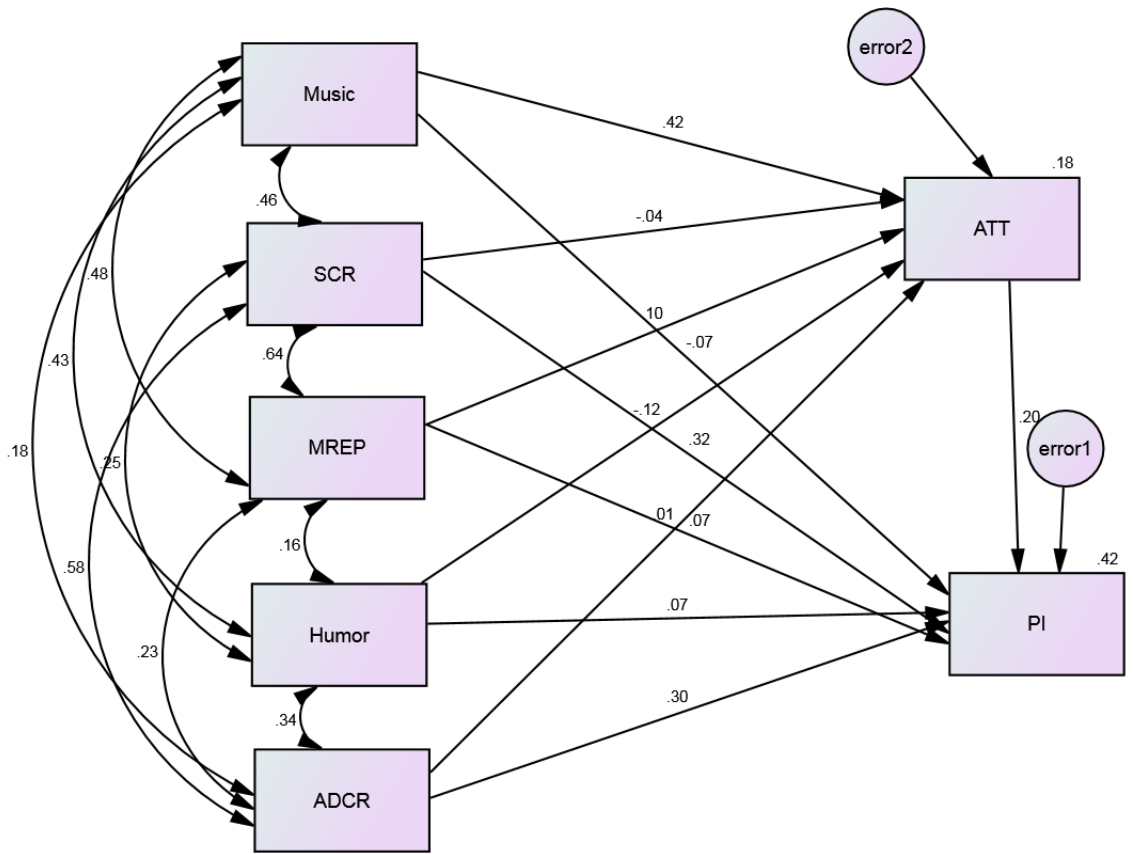 error2
Music
.42
.18
.46
-.04
ATT
SCR
.48
10
-.07
.64
.43
-.12
.20
.32
error1
MREP
.18
.25
01
.07
.16
.42
.58
.07
Humor
PI
.23
.30
.34
ADCR